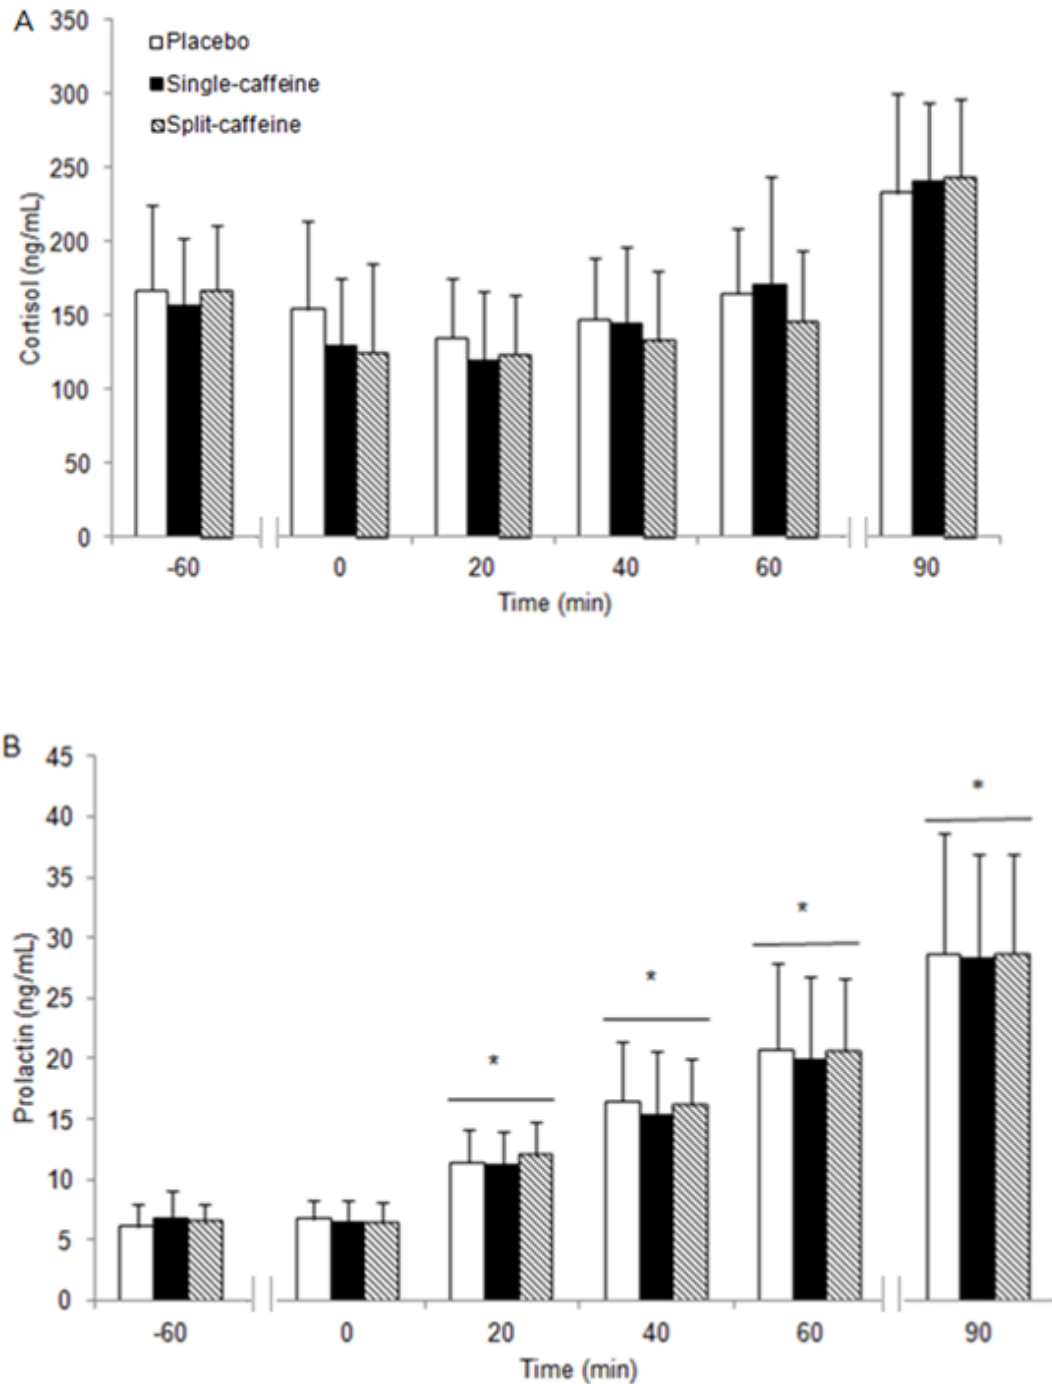 A
350
300
250
200
150
100
50
0
Cortisol (ng/mL)
Placebo
Single-caffeine
Split-caffeine
-60 0 20 40 60 90
Time (min)
B
45
40
35
30
25
20
15
10
5
0
Prolactin (ng/mL)
* * * *
-60 0 20 40 60 90
Time (min)